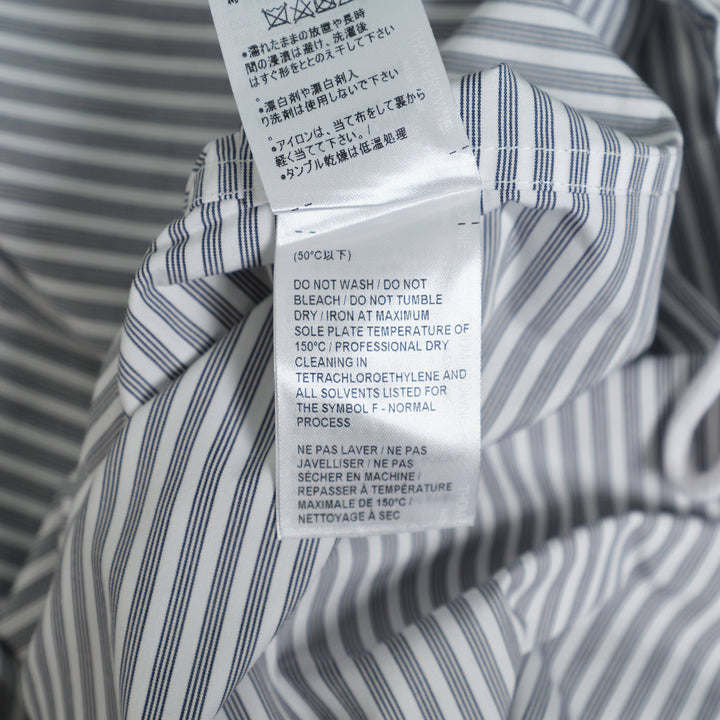 ●濡れたままの放置や長時
間の浸漬は避け、洗濯後
はすぐ形をととのえ干して下さい
●漂白剤や漂白剤入
り洗剤は使用しないで下さい
●アイロンは、当て布をして裏から
軽く当てて下さい。/
●タンブル乾燥は低温処理
(50°C以下)
DO NOT WASH / DO NOT
BLEACH / DO NOT TUMBLE
DRY / IRON AT MAXIMUM
SOLE PLATE TEMPERATURE OF
150°C / PROFESSIONAL DRY
CLEANING IN
TETRACHLOROETHYLENE AND
ALL SOLVENTS LISTED FOR
THE SYMBOL F - NORMAL
PROCESS
NE PAS LAVER / NE PAS
JAVELLISER / NE PAS
SÉCHER EN MACHINE /
REPASSER À TEMPÉRATURE
MAXIMALE DE 150°C /
NETTOYAGE À SEC